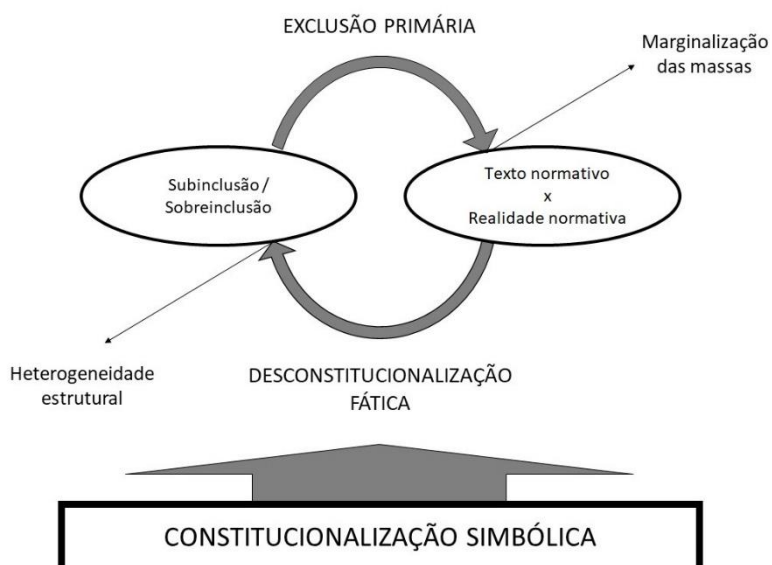 EXCLUSÃO PRIMÁRIA
Marginalização
das massas
Subinclusão /
Sobreinclusão
Texto normativo
x
Realidade normativa
Heterogeneidade
estrutural
DESCONSTITUCIONALIZAÇÃO
FÁTICA
CONSTITUCIONALIZAÇÃO SIMBÓLICA